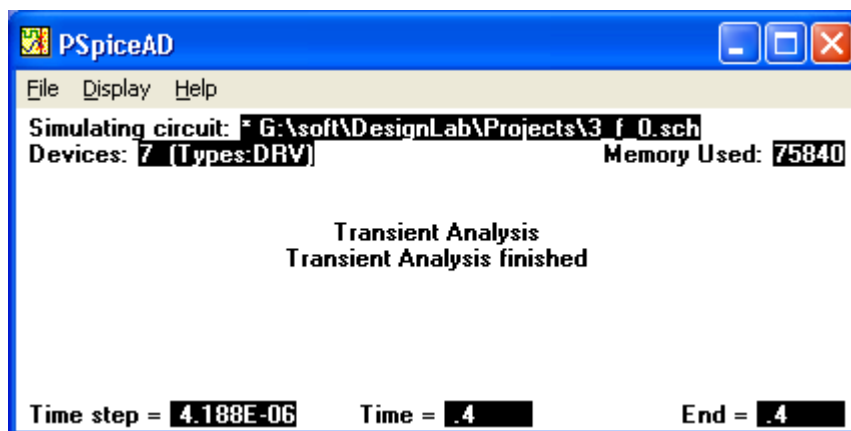 PSpiceAD
File Display Help
Simulating circuit: * G:\soft\DesignLab\Projects\3_f_0.sch
Devices: 7 (Types:DRV) Memory Used: 75840
Transient Analysis
Transient Analysis finished
Time step = 4.188E-06 Time = .4 End = .4